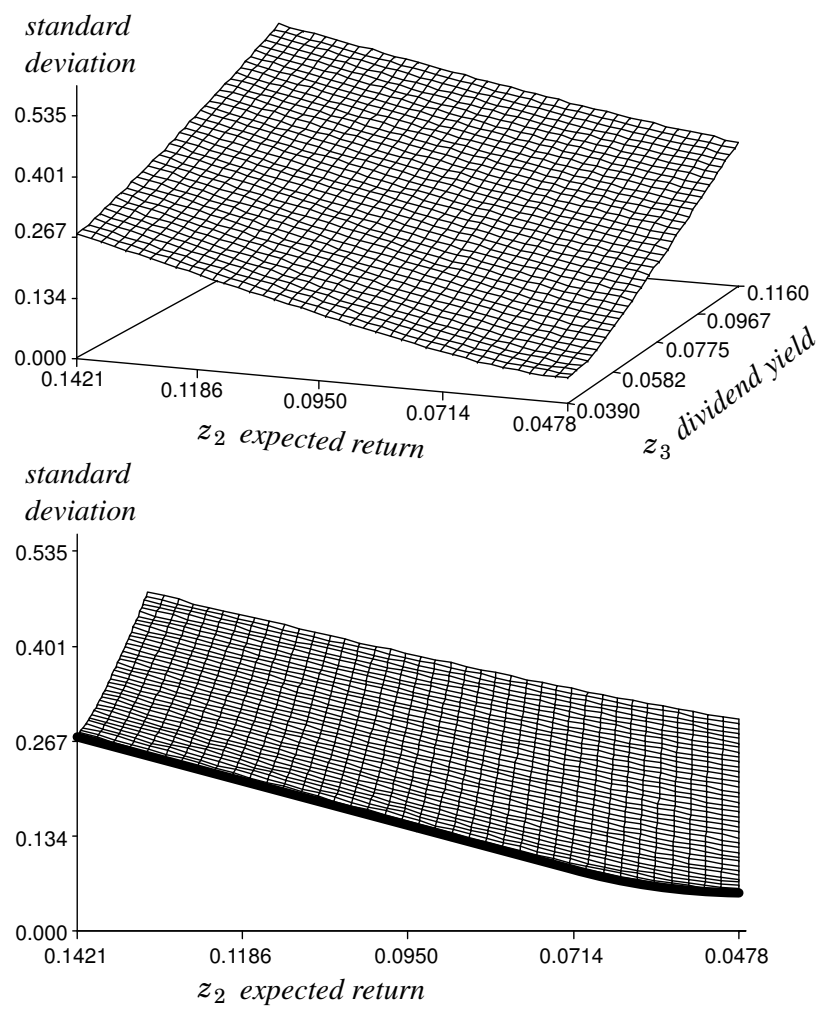 standard
deviation
0.535
0.401
0.267
0.134
0.000
0.1421
0.1186
0.0950
0.0714
0.0478
z2 expected return
0.0390
0.0582
0.0775
0.0967
0.1160
z3 dividend yield
standard
deviation
0.535
0.401
0.267
0.134
0.000
0.1421 0.1186 0.0950 0.0714 0.0478
z2 expected return